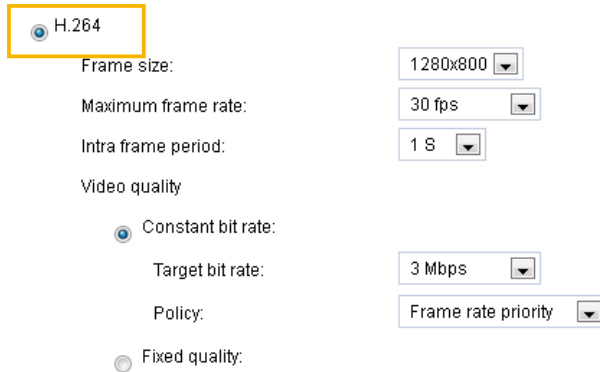 H.264
Frame size: 1280x800
Maximum frame rate: 30 fps
Intra frame period: 1 S
Video quality
Constant bit rate:
Target bit rate: 3 Mbps
Policy: Frame rate priority
Fixed quality: